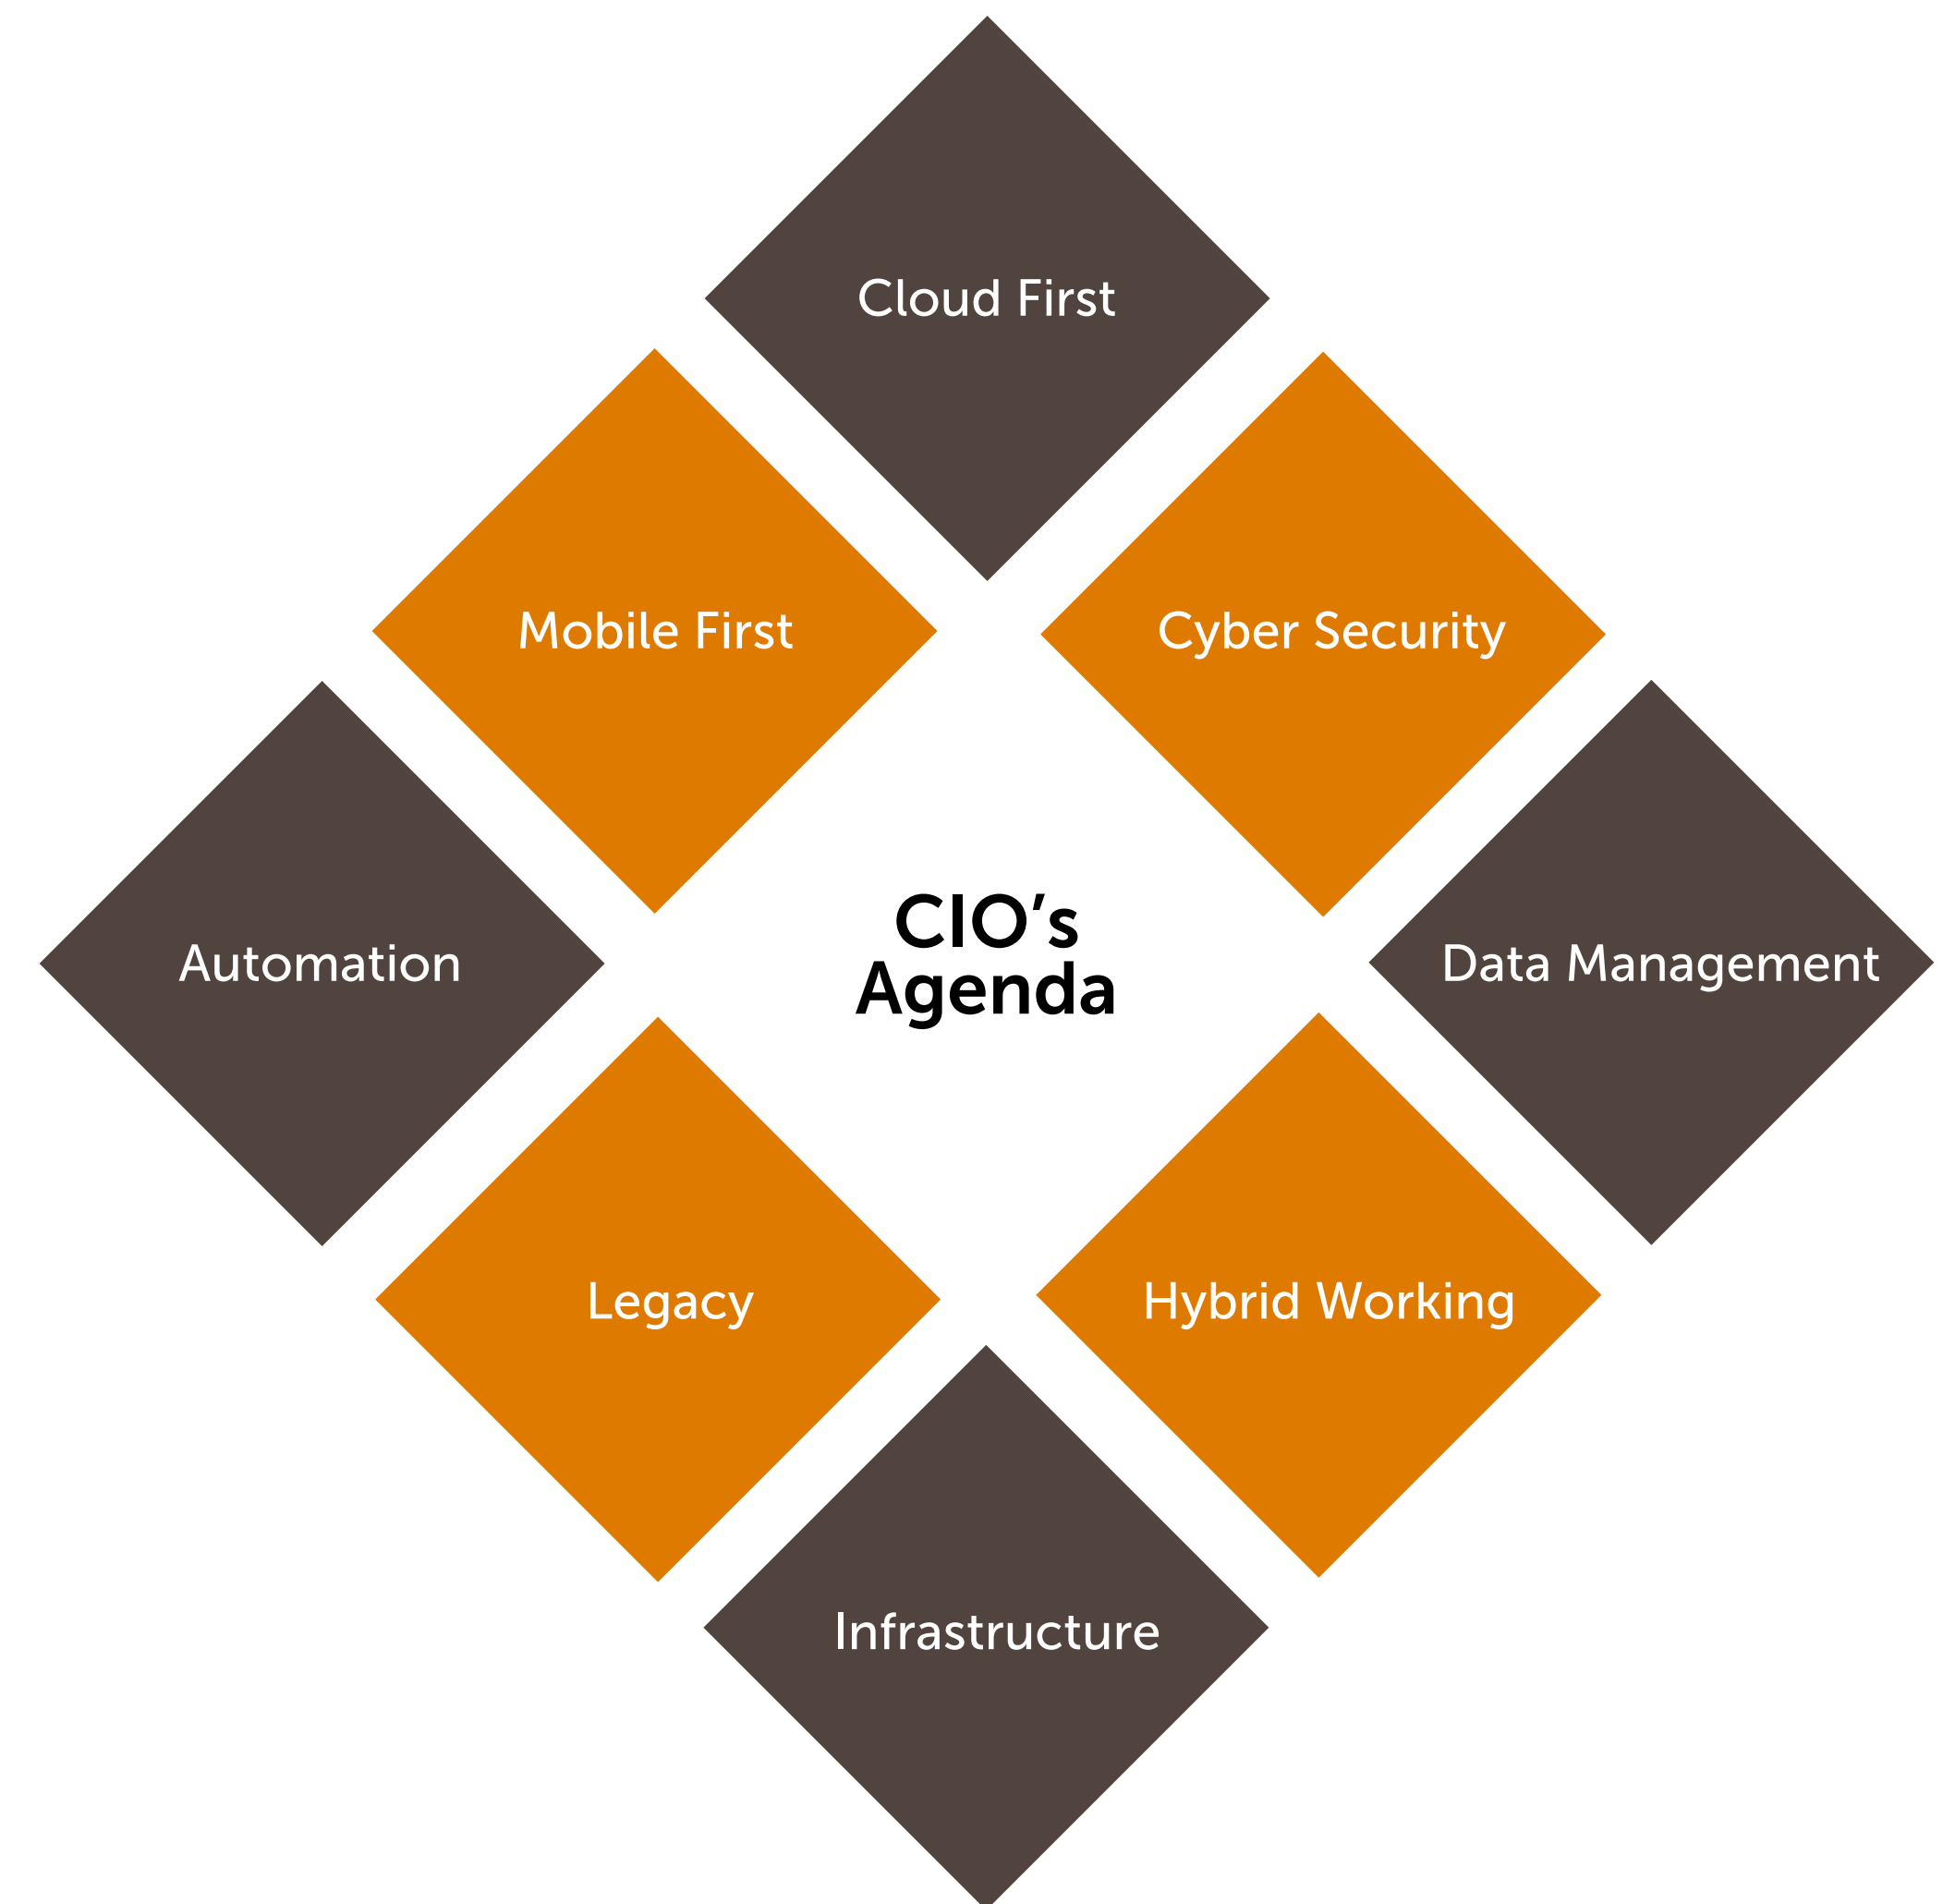 Cloud First
Mobile First
Cyber Security
CIO's
Agenda
Automation
Data Management
Legacy
Hybrid Working
Infrastructure